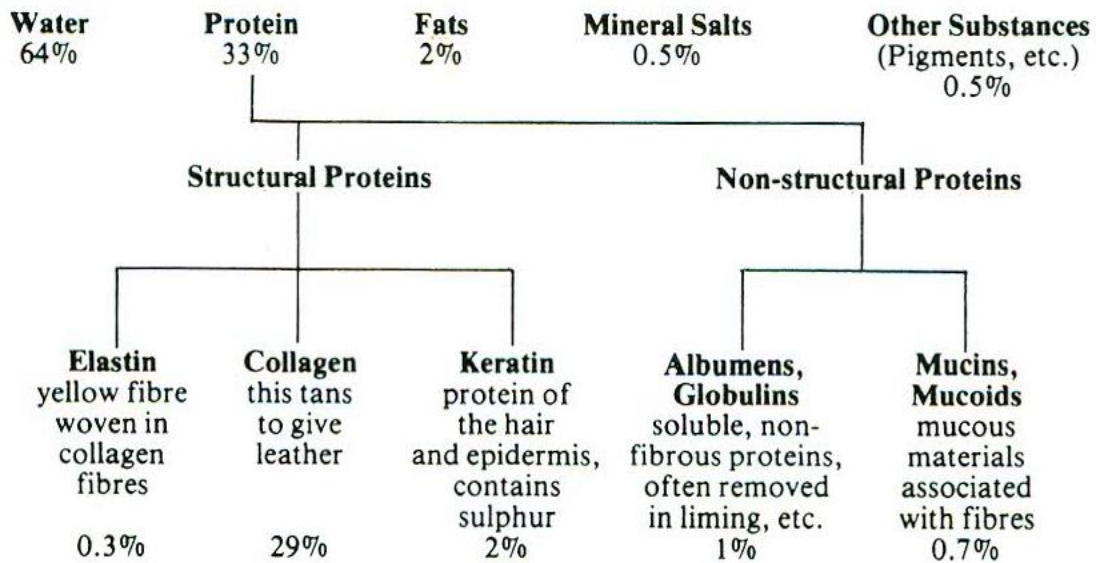 Water
64%
Protein
33%
Fats
2%
Mineral Salts
0.5%
Other Substances
(Pigments, etc.)
0.5%
Structural Proteins
Non-structural Proteins
Elastin
yellow fibre
woven in
collagen
fibres
0.3%
Collagen
this tans
to give
leather
29%
Keratin
protein of
the hair
and epidermis,
contains
sulphur
2%
Albumens,
Globulins
soluble, non-
fibrous proteins,
often removed
in liming, etc.
1%
Mucins,
Mucoids
mucous
materials
associated
with fibres
0.7%